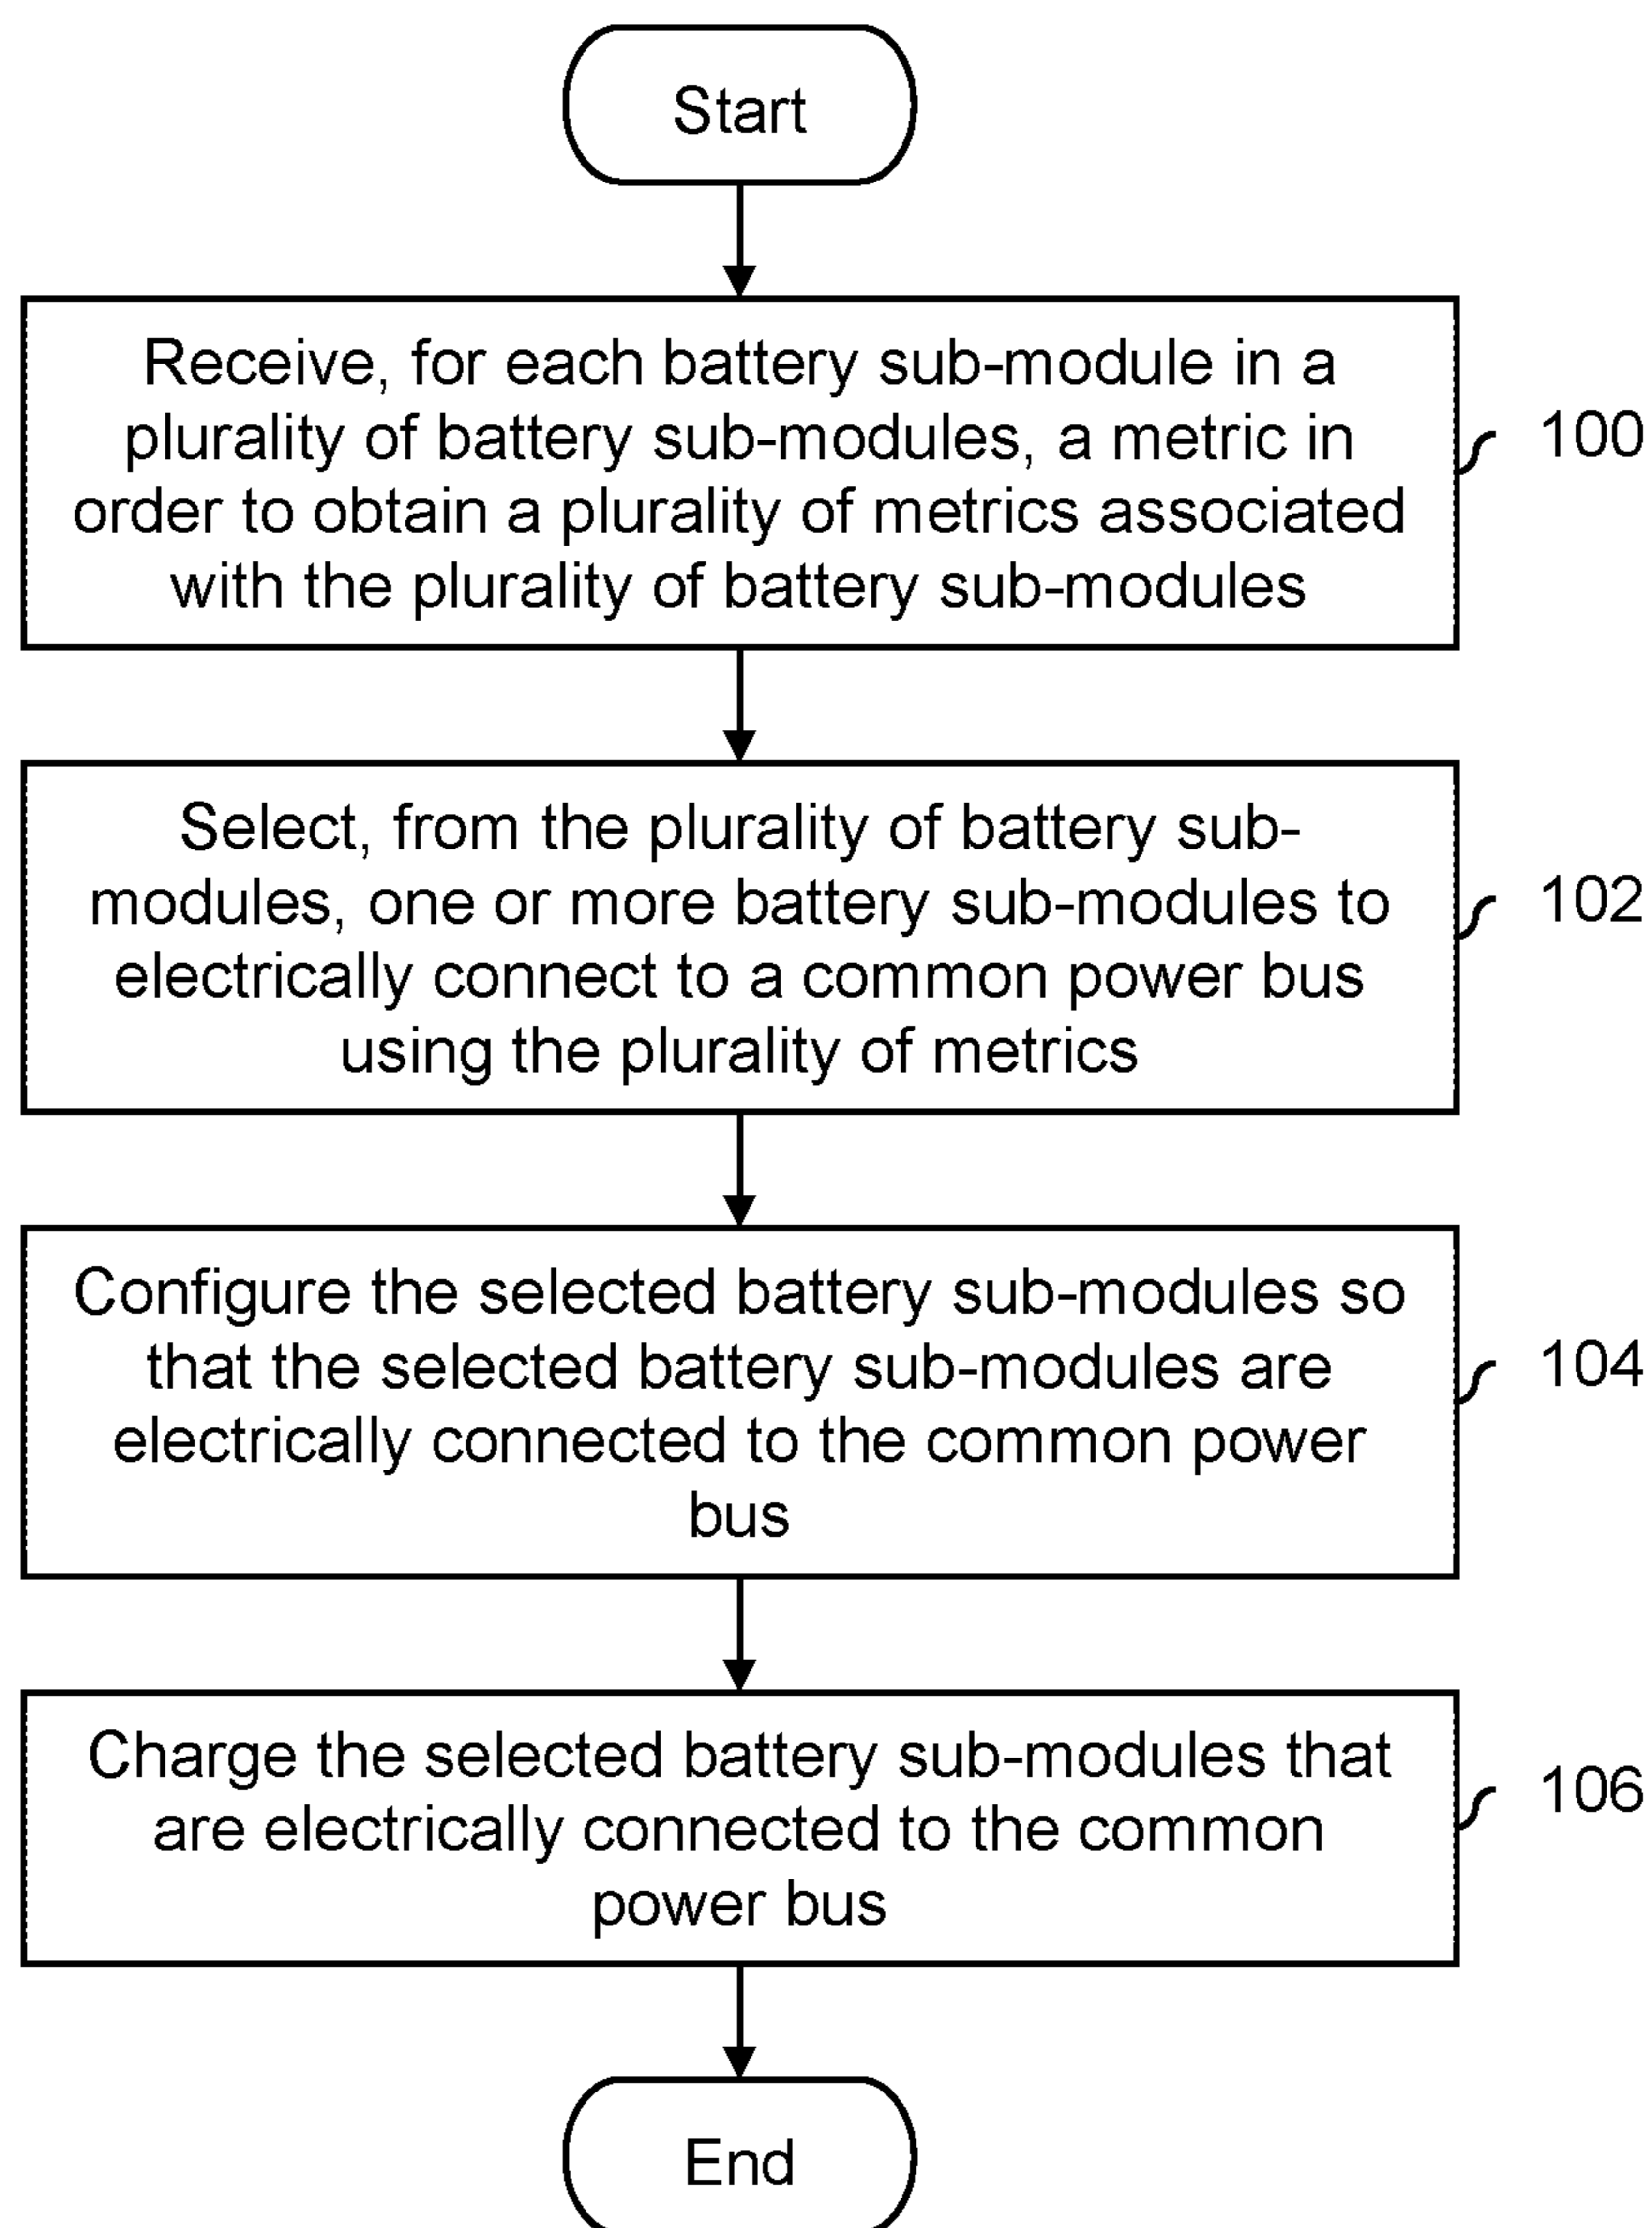 Start
Receive, for each battery sub-module in a
plurality of battery sub-modules, a metric in
order to obtain a plurality of metrics associated
with the plurality of battery sub-modules
100
Select, from the plurality of battery sub-
modules, one or more battery sub-modules to
electrically connect to a common power bus
using the plurality of metrics
102
Configure the selected battery sub-modules so
that the selected battery sub-modules are
electrically connected to the common power
bus
104
Charge the selected battery sub-modules that
are electrically connected to the common
power bus
106
End